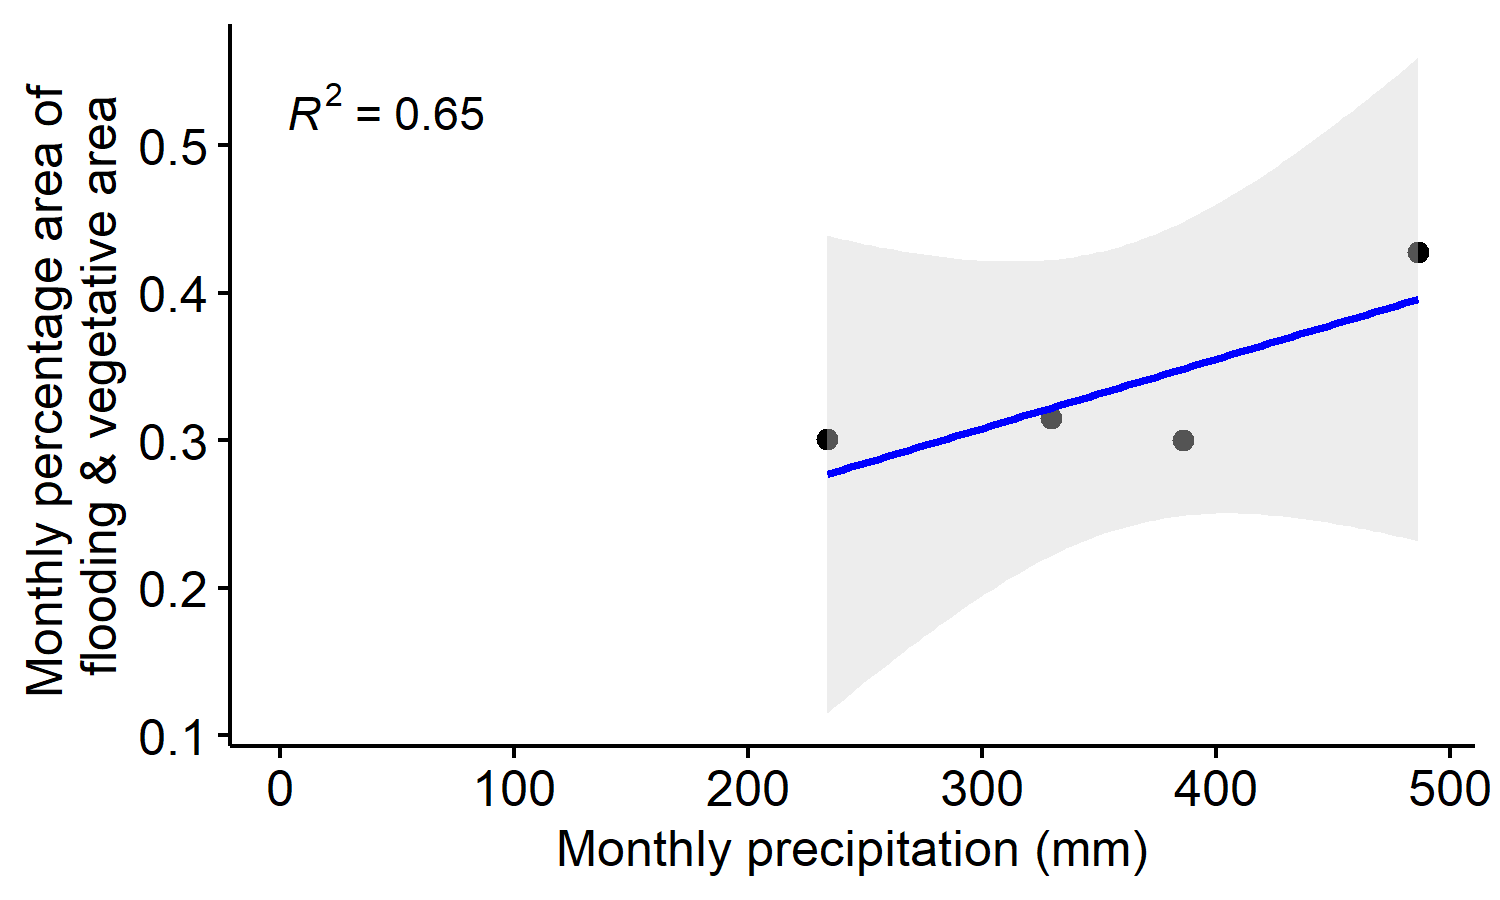 R² = 0.65
Monthly percentage area of
flooding & vegetative area
0.5
0.4
0.3
0.2
0.1
0 100 200 300 400 500
Monthly precipitation (mm)